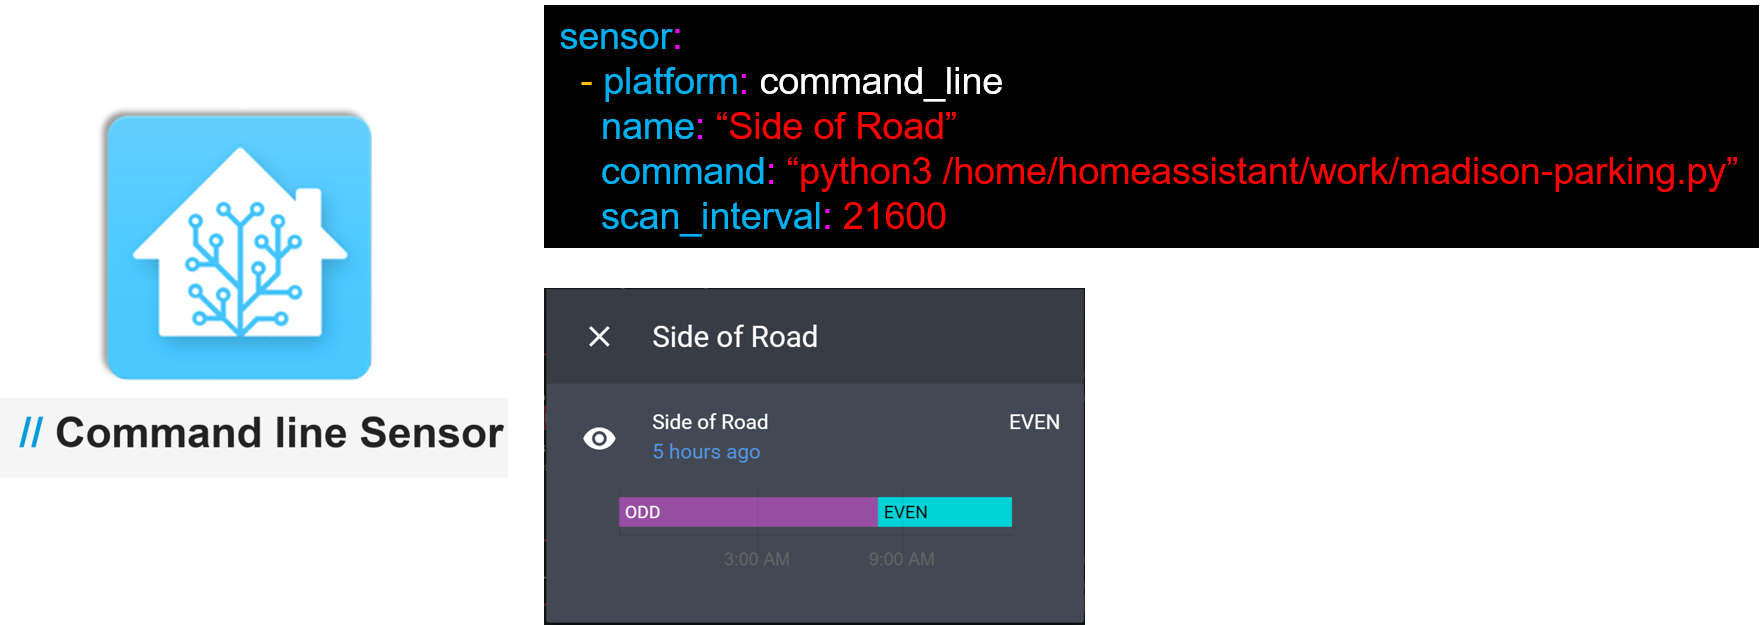 // Command line Sensor
sensor:
- platform: command_line
name: “Side of Road”
command: “python3 /home/homeassistant/work/madison-parking.py”
scan_interval: 21600
Side of Road
Side of Road EVEN
5 hours ago
ODD EVEN
3:00 AM 9:00 AM